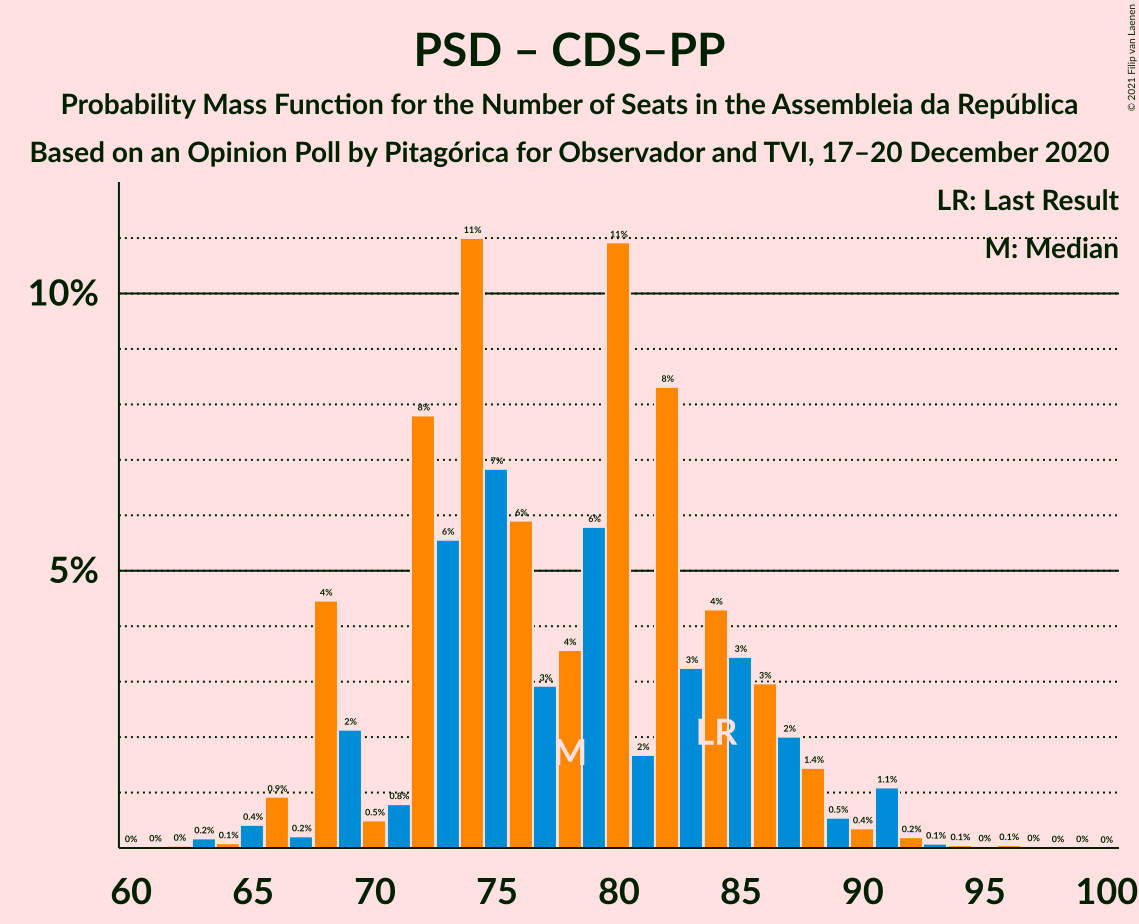 PSD – CDS–PP
Probability Mass Function for the Number of Seats in the Assembleia da República
Based on an Opinion Poll by Pitagórica for Observador and TVI, 17–20 December 2020
© 2021 Filip van Laenen
LR: Last Result
M: Median
10%
5%
0% 0% 0% 0.2% 0.1% 0.4% 0.9% 0.2% 4% 2% 0.5% 0.8% 8% 6% 11% 7% 6% 3% 4% 6% 11% 2% 8% 3% 4% 3% 3% 2% 1.4% 0.5% 0.4% 1.1% 0.2% 0.1% 0.1% 0% 0.1% 0% 0% 0% 0%
M LR
60 65 70 75 80 85 90 95 100